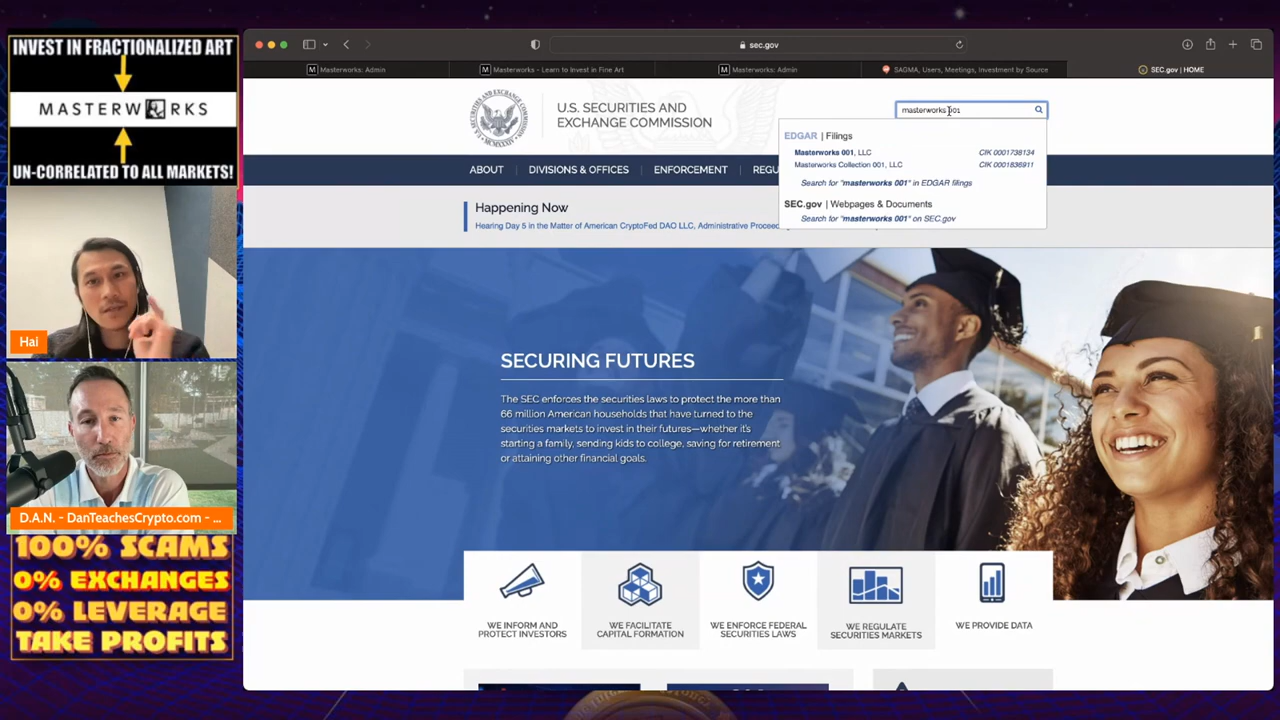 INVEST IN FRACTIONALIZED ART
MASTERWORKS
UN-CORRELATED TO ALL MARKETS!
Hai
D.A.N. - DanTeachesCrypto.com - ...
100% SCAMS
0% EXCHANGES
0% LEVERAGE
TAKE PROFITS
sec.gov
Masterworks: Admin
Masterworks - Learn to Invest in Fine Art
Masterworks: Admin
SAOMA, Users, Meetings, Investment by Source
SEC.gov | HOME
U.S. SECURITIES AND
EXCHANGE COMMISSION
masterworks 001
EDGAR | Filings
Masterworks 001, LLC CIK 0001738134
Masterworks Collection 001, LLC CIK 0001836911
Search for "masterworks 001" in EDGAR filings
SEC.gov | Webpages & Documents
Search for "masterworks 001" on SEC.gov
ABOUT DIVISIONS & OFFICES ENFORCEMENT REGU
Happening Now
Hearing Day 5 in the Matter of American CryptoFed DAO LLC, Administrative Proceed
SECURING FUTURES
The SEC enforces the securities laws to protect the more than
66 million American households that have turned to the
securities markets to invest in their futures—whether it's
starting a family, sending kids to college, saving for retirement
or attaining other financial goals.
WE INFORM AND
PROTECT INVESTORS
WE FACILITATE
CAPITAL FORMATION
WE ENFORCE FEDERAL
SECURITIES LAWS
WE REGULATE
SECURITIES MARKETS
WE PROVIDE DATA